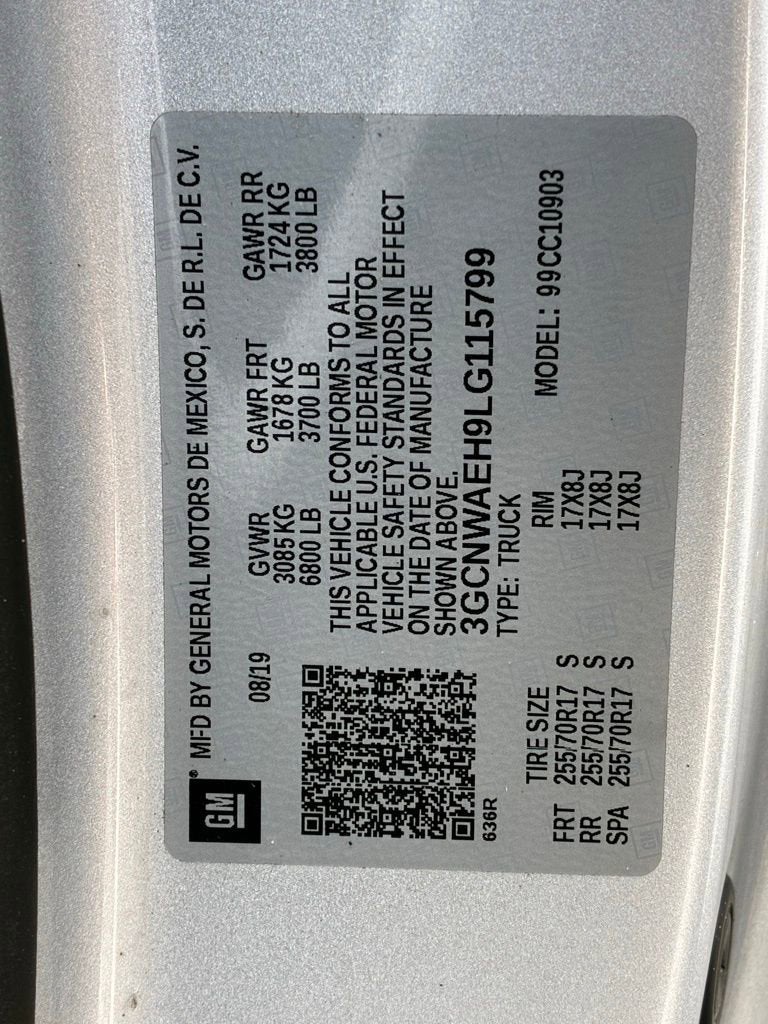 GM ® MFD BY GENERAL MOTORS DE MEXICO, S. DE R.L. DE C.V.
08/19 GVWR GAWR FRT GAWR RR
3085 KG 1678 KG 1724 KG
6800 LB 3700 LB 3800 LB
THIS VEHICLE CONFORMS TO ALL
APPLICABLE U.S. FEDERAL MOTOR
VEHICLE SAFETY STANDARDS IN EFFECT
ON THE DATE OF MANUFACTURE
SHOWN ABOVE.
3GCNWAEH9LG115799
636R TYPE: TRUCK
TIRE SIZE RIM MODEL: 99CC10903
FRT 255/70R17 S 17X8J
RR 255/70R17 S 17X8J
SPA 255/70R17 S 17X8J